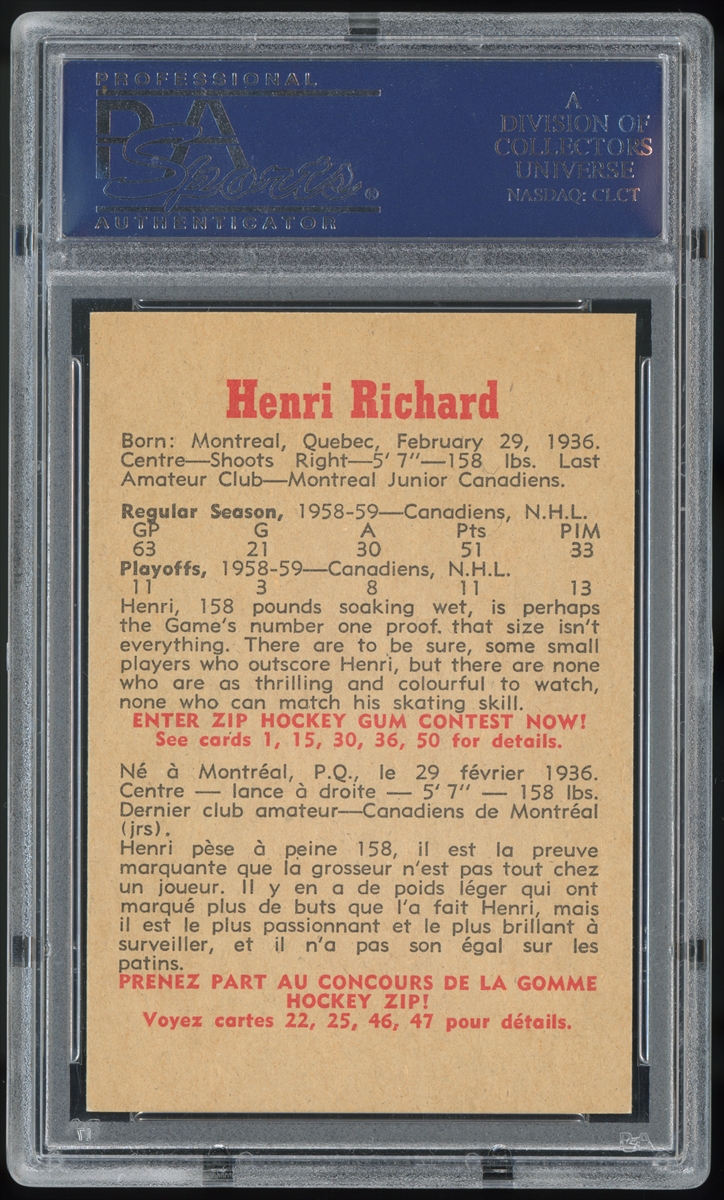 PROFESSIONAL
PSA
Sports ®
AUTHENTICATOR
A
DIVISION OF
COLLECTORS
UNIVERSE
NASDAQ: CLCT
Henri Richard
Born: Montreal, Quebec, February 29, 1936.
Centre—Shoots Right—5' 7"—158 lbs. Last
Amateur Club—Montreal Junior Canadiens.
Regular Season, 1958-59—Canadiens, N.H.L.
GP G A Pts PIM
63 21 30 51 33
Playoffs, 1958-59—Canadiens, N.H.L.
11 3 8 11 13
Henri, 158 pounds soaking wet, is perhaps
the Game's number one proof. that size isn't
everything. There are to be sure, some small
players who outscore Henri, but there are none
who are as thrilling and colourful to watch,
none who can match his skating skill.
ENTER ZIP HOCKEY GUM CONTEST NOW!
See cards 1, 15, 30, 36, 50 for details.
Né à Montréal, P.Q., le 29 février 1936.
Centre — lance à droite — 5' 7" — 158 lbs.
Dernier club amateur—Canadiens de Montréal
(jrs).
Henri pèse à peine 158, il est la preuve
marquante que la grosseur n'est pas tout chez
un joueur. Il y en a de poids léger qui ont
marqué plus de buts que l'a fait Henri, mais
il est le plus passionnant et le plus brillant à
surveiller, et il n'a pas son égal sur les
patins.
PRENEZ PART AU CONCOURS DE LA GOMME
HOCKEY ZIP!
Voyez cartes 22, 25, 46, 47 pour détails.
PSA